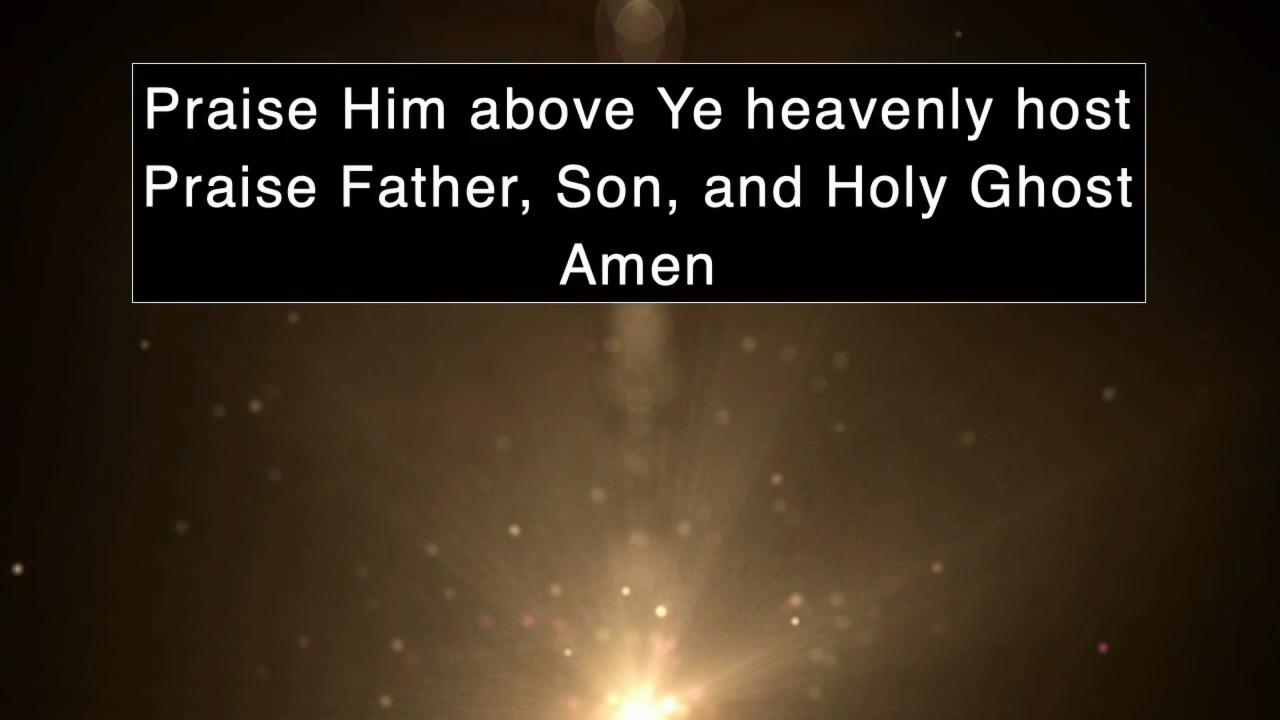 Praise Him above Ye heavenly host
Praise Father, Son, and Holy Ghost
Amen